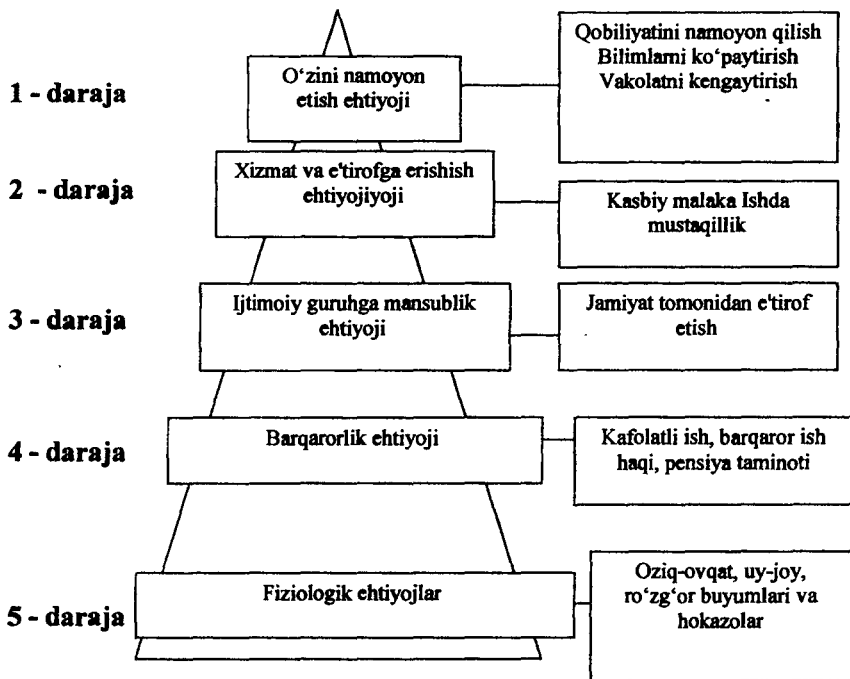 Qobiliyatini namoyon qilish
Bilimlarni ko‘paytirish
Vakolatni kengaytirish
1 - daraja
O‘zini namoyon
etish ehtiyoji
2 - daraja
Xizmat va e'tirofga erishish
ehtiyojiyoji
Kasbiy malaka Ishda
mustaqillik
3 - daraja
Ijtimoiy guruhga mansublik
ehtiyoji
Jamiyat tomonidan e'tirof
etish
4 - daraja
Barqarorlik ehtiyoji
Kafolatli ish, barqaror ish
haqi, pensiya taminoti
5 - daraja
Fiziologik ehtiyojlar
Oziq-ovqat, uy-joy,
ro‘zg‘or buyumlari va
hokazolar